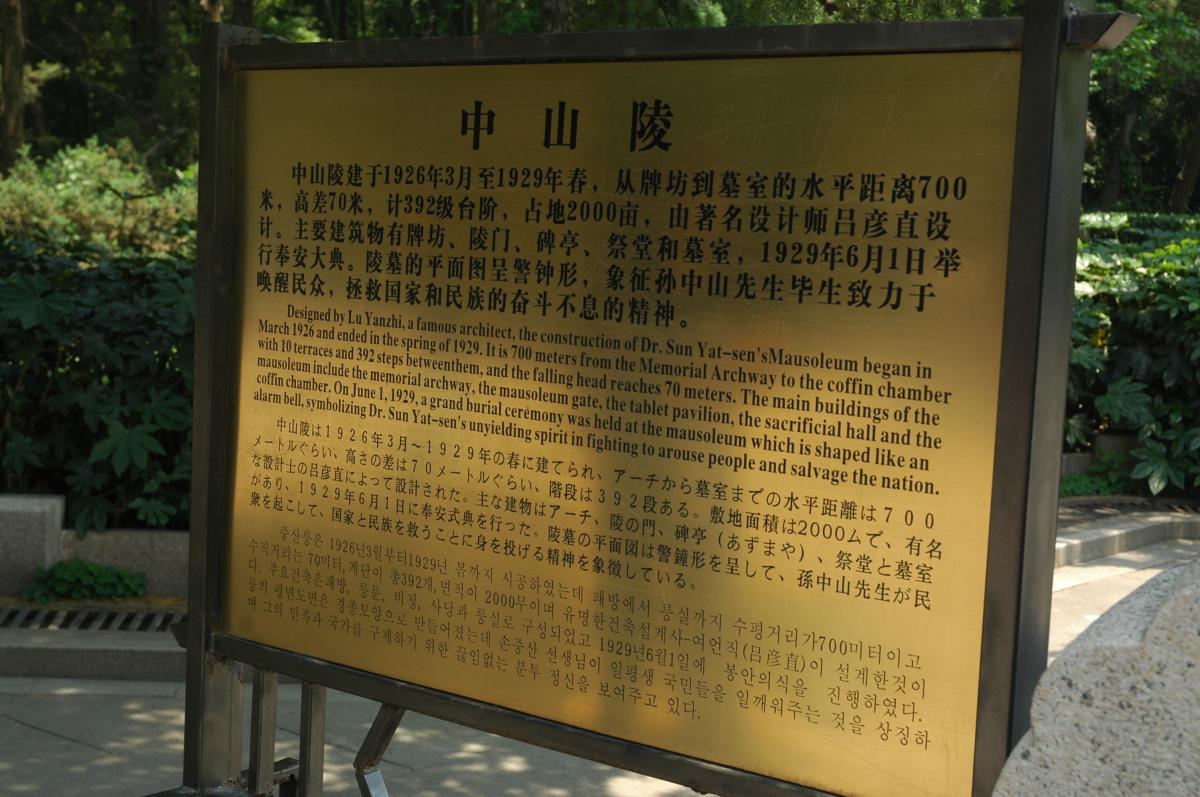 中山陵
中山陵建于1926年3月至1929年春，从牌坊到墓室的水平距离700
米，高差70米，计392级台阶，占地2000亩，由著名设计师吕彦直设
计。主要建筑物有牌坊、陵门、碑亭、祭堂和墓室，1929年6月1日举
行奉安大典。陵墓的平面图呈警钟形，象征孙中山先生毕生致力于
唤醒民众，拯救国家和民族的奋斗不息的精神。
Designed by Lu Yanzhi, a famous architect, the construction of Dr. Sun Yat-sen'sMausoleum began in
March 1926 and ended in the spring of 1929. It is 700 meters from the Memorial Archway to the coffin chamber
with 10 terraces and 392 steps betweenthem, and the falling head reaches 70 meters. The main buildings of the
mausoleum include the memorial archway, the mausoleum gate, the tablet pavilion, the sacrificial hall and the
coffin chamber. On June 1, 1929, a grand burial ceremony was held at the mausoleum which is shaped like an
alarm bell, symbolizing Dr. Sun Yat-sen's unyielding spirit in fighting to arouse people and salvage the nation.
中山陵は１９２６年３月～１９２９年の春に建てられ、アーチから墓室までの水平距離は７００
メートルぐらい、高さの差は７０メートルぐらい、階段は３９２段ある。敷地面積は2000ムで、有名
な設計士の吕彦直によって設計された。主な建物はアーチ、陵の門、碑亭（あずまや）、祭堂と墓室
があり、１９２９年６月１日に奉安式典を行った。陵墓の平面図は警鐘形を呈して、孫中山先生が民
衆を起こして、国家と民族を救うことに身を投げる精神を象徴している。
중산릉은 1926년3월부터1929년 봄까지 시공하였는데 패방에서 릉실까지 수평거리가700미터이고
수직거리는 70미터,계단이 총392개,면적이 2000무이며 유명한건축설계사-여언직(吕彦直)이 설계한것이
다. 주요건축은패방, 릉문, 비정, 사당과 릉실로 구성되었고 1929년6월1일에 봉안의식을 진행하였다.
릉의 평면도면은 경종모양으로 만들어졌는데 손중산 선생님이 일평생 국민들을 일깨워주는 것을 상징하
며 그의 민족과 국가를 구제하기 위한 끊임없는 분투 정신을 보여주고 있다.